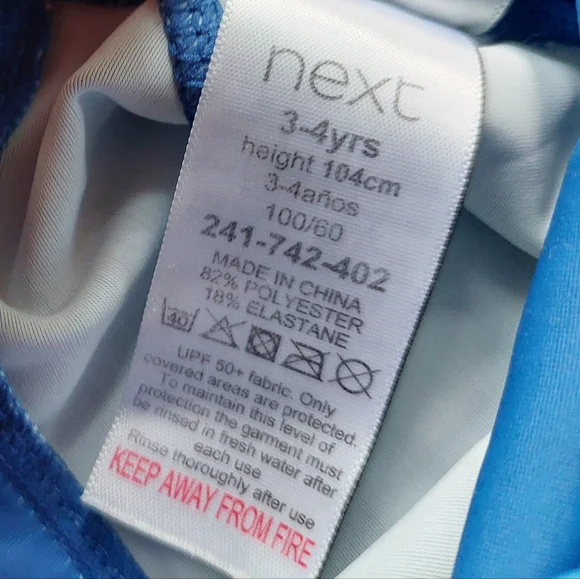 next
3-4yrs
height 104cm
3-4años
100/60
241-742-402
MADE IN CHINA
82% POLYESTER
18% ELASTANE
40
UPF 50+ fabric. Only
covered areas are protected.
To maintain this level of
protection the garment must
be rinsed in fresh water after
each use
Rinse thoroughly after use
KEEP AWAY FROM FIRE